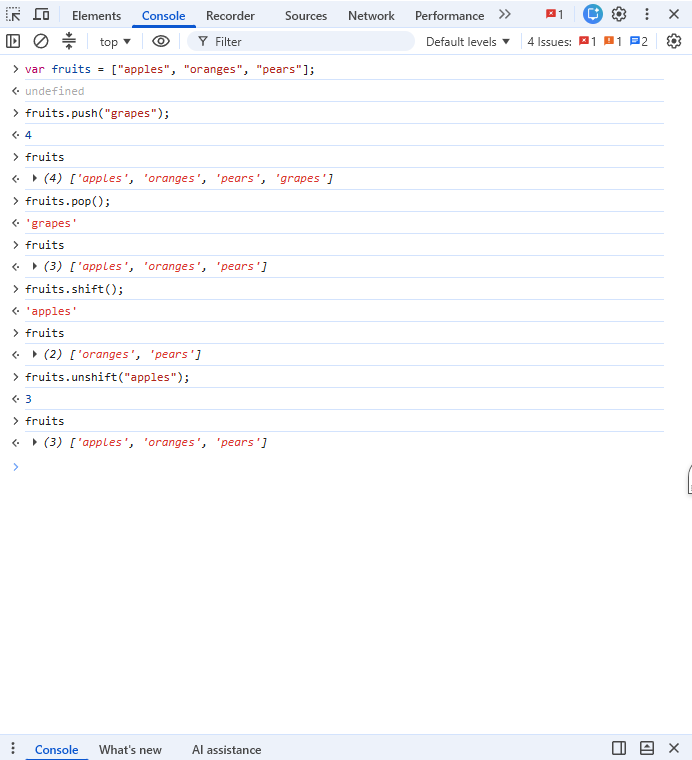 Elements Console Recorder Sources Network Performance 1
top Filter Default levels 4 Issues: 1 1 2
var fruits = ["apples", "oranges", "pears"];
undefined
fruits.push("grapes");
4
fruits
(4) ['apples', 'oranges', 'pears', 'grapes']
fruits.pop();
'grapes'
fruits
(3) ['apples', 'oranges', 'pears']
fruits.shift();
'apples'
fruits
(2) ['oranges', 'pears']
fruits.unshift("apples");
3
fruits
(3) ['apples', 'oranges', 'pears']
Console What's new AI assistance